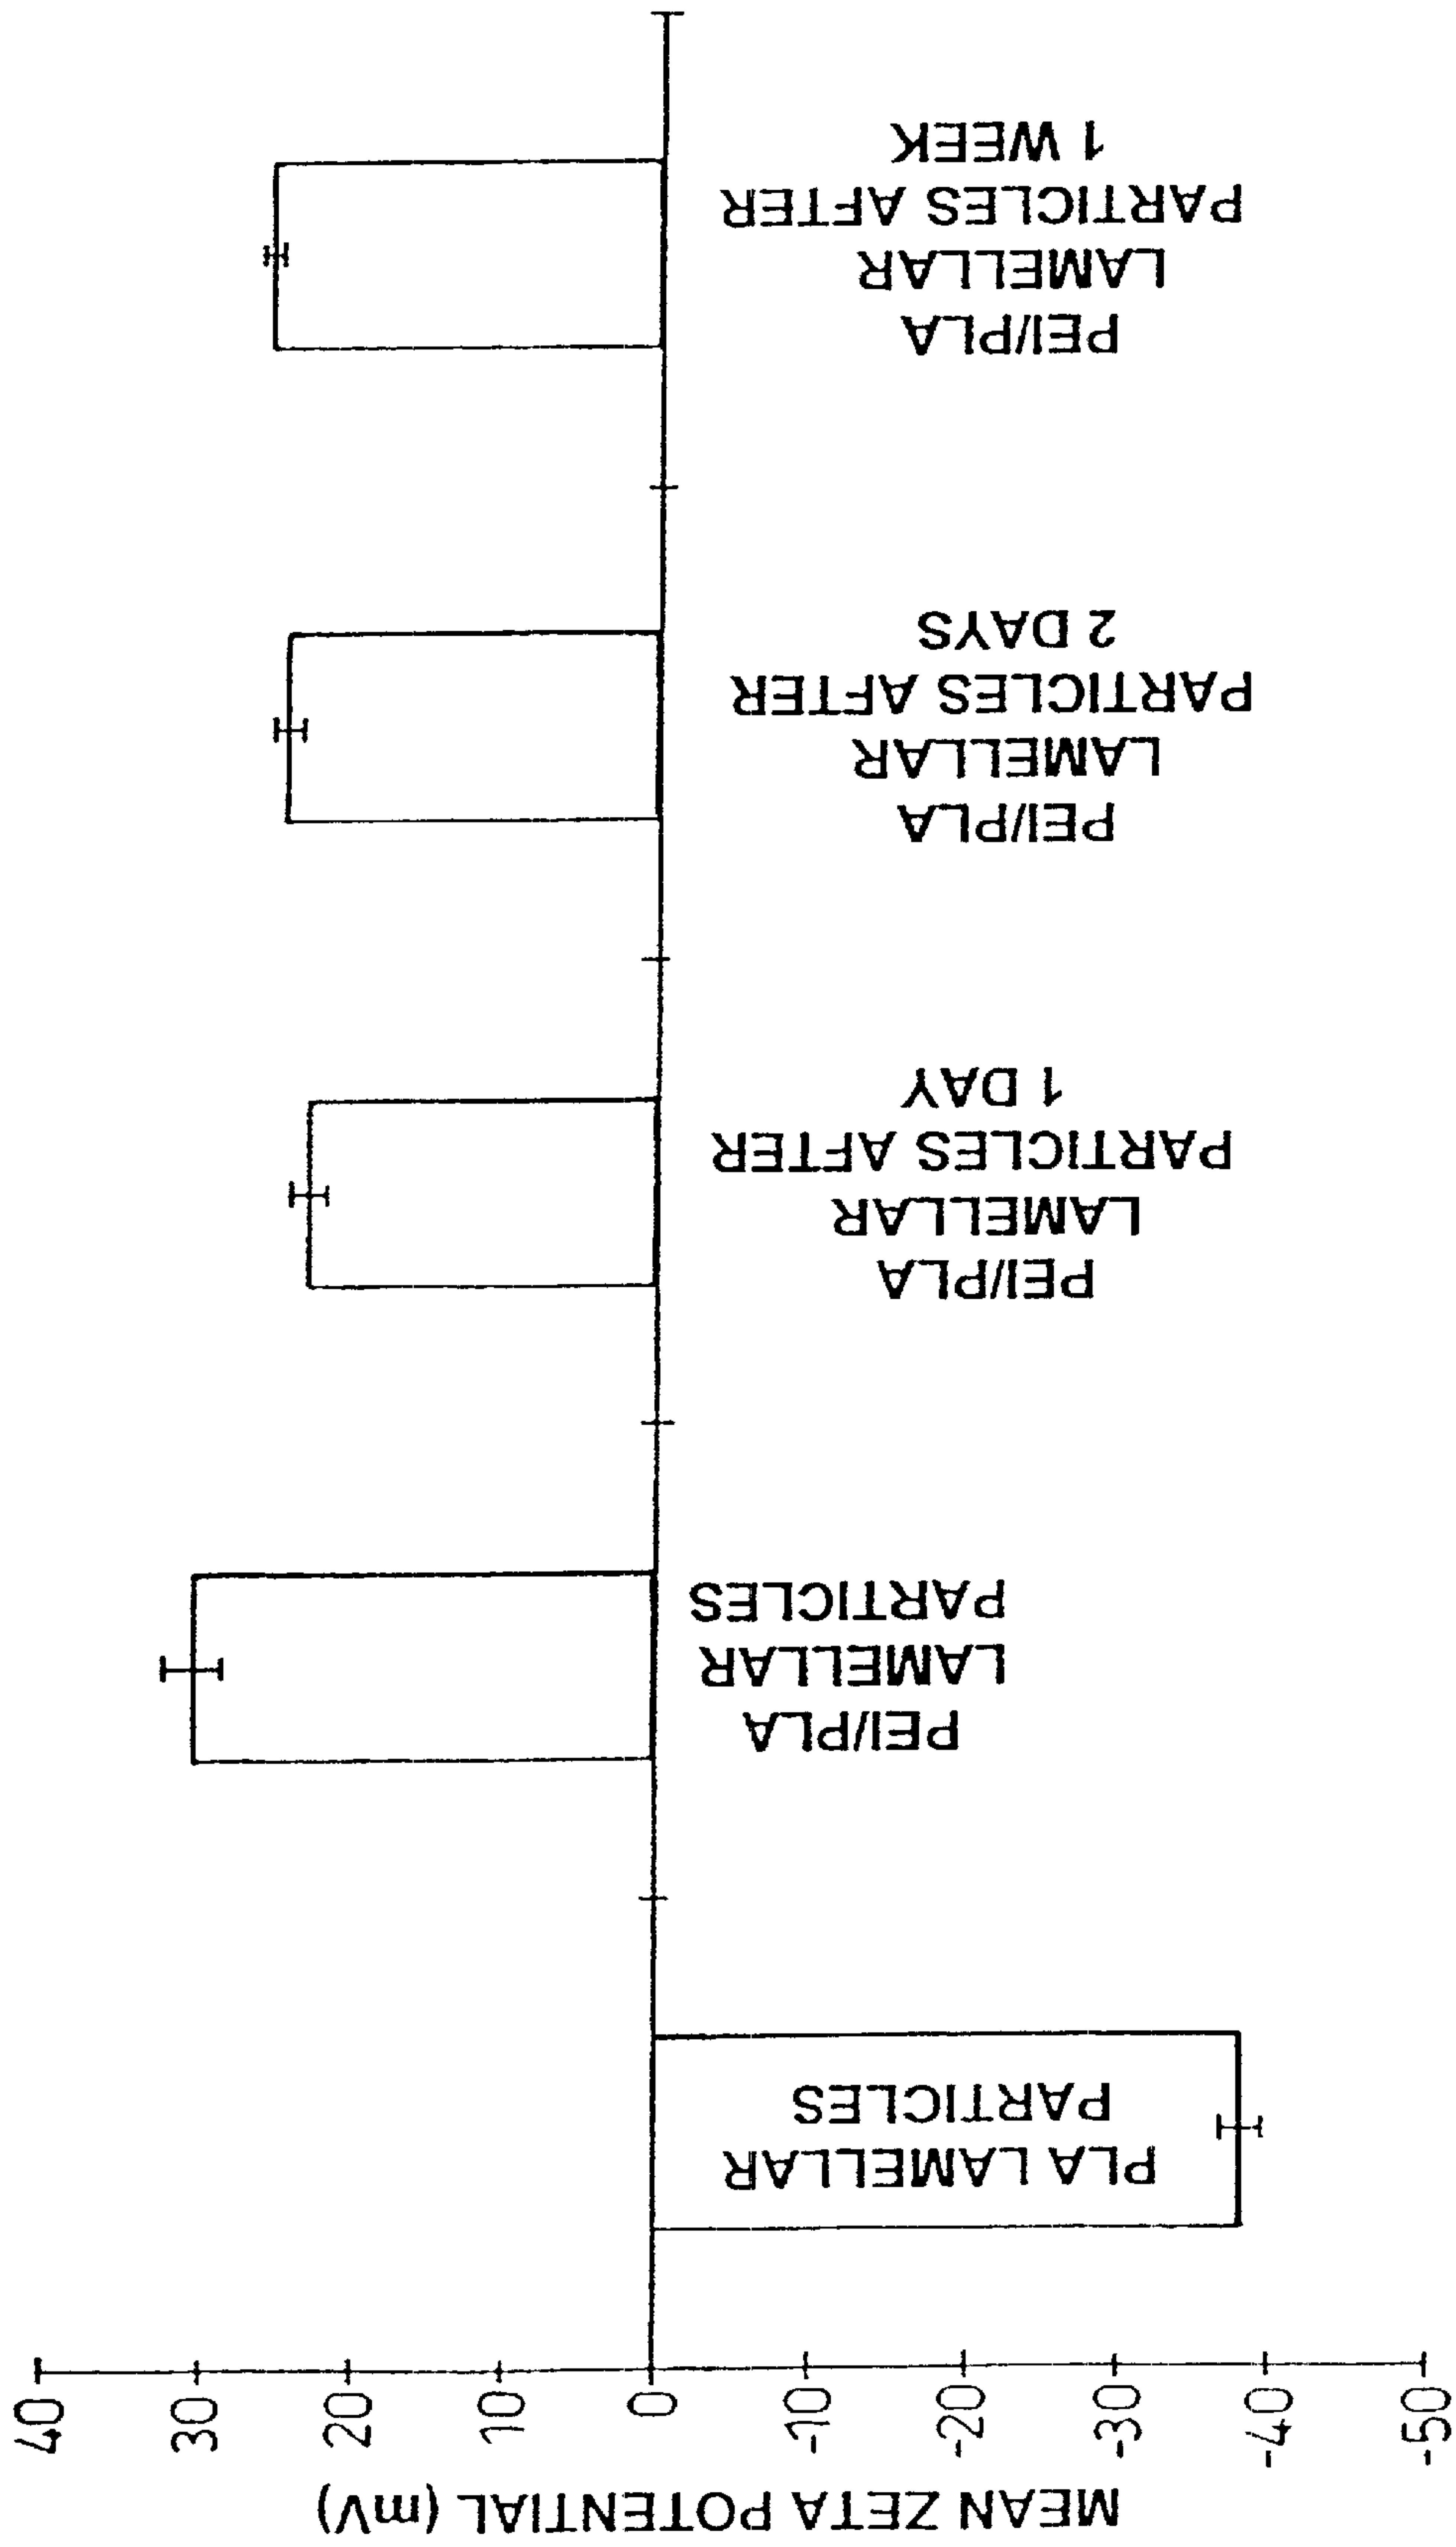 MEAN ZETA POTENTIAL (mV)
40
30
20
10
0
-10
-20
-30
-40
-50
PLA LAMELLAR
PARTICLES
PEI/PLA
LAMELLAR
PARTICLES
PEI/PLA
LAMELLAR
PARTICLES AFTER
1 DAY
PEI/PLA
LAMELLAR
PARTICLES AFTER
2 DAYS
PEI/PLA
LAMELLAR
PARTICLES AFTER
1 WEEK